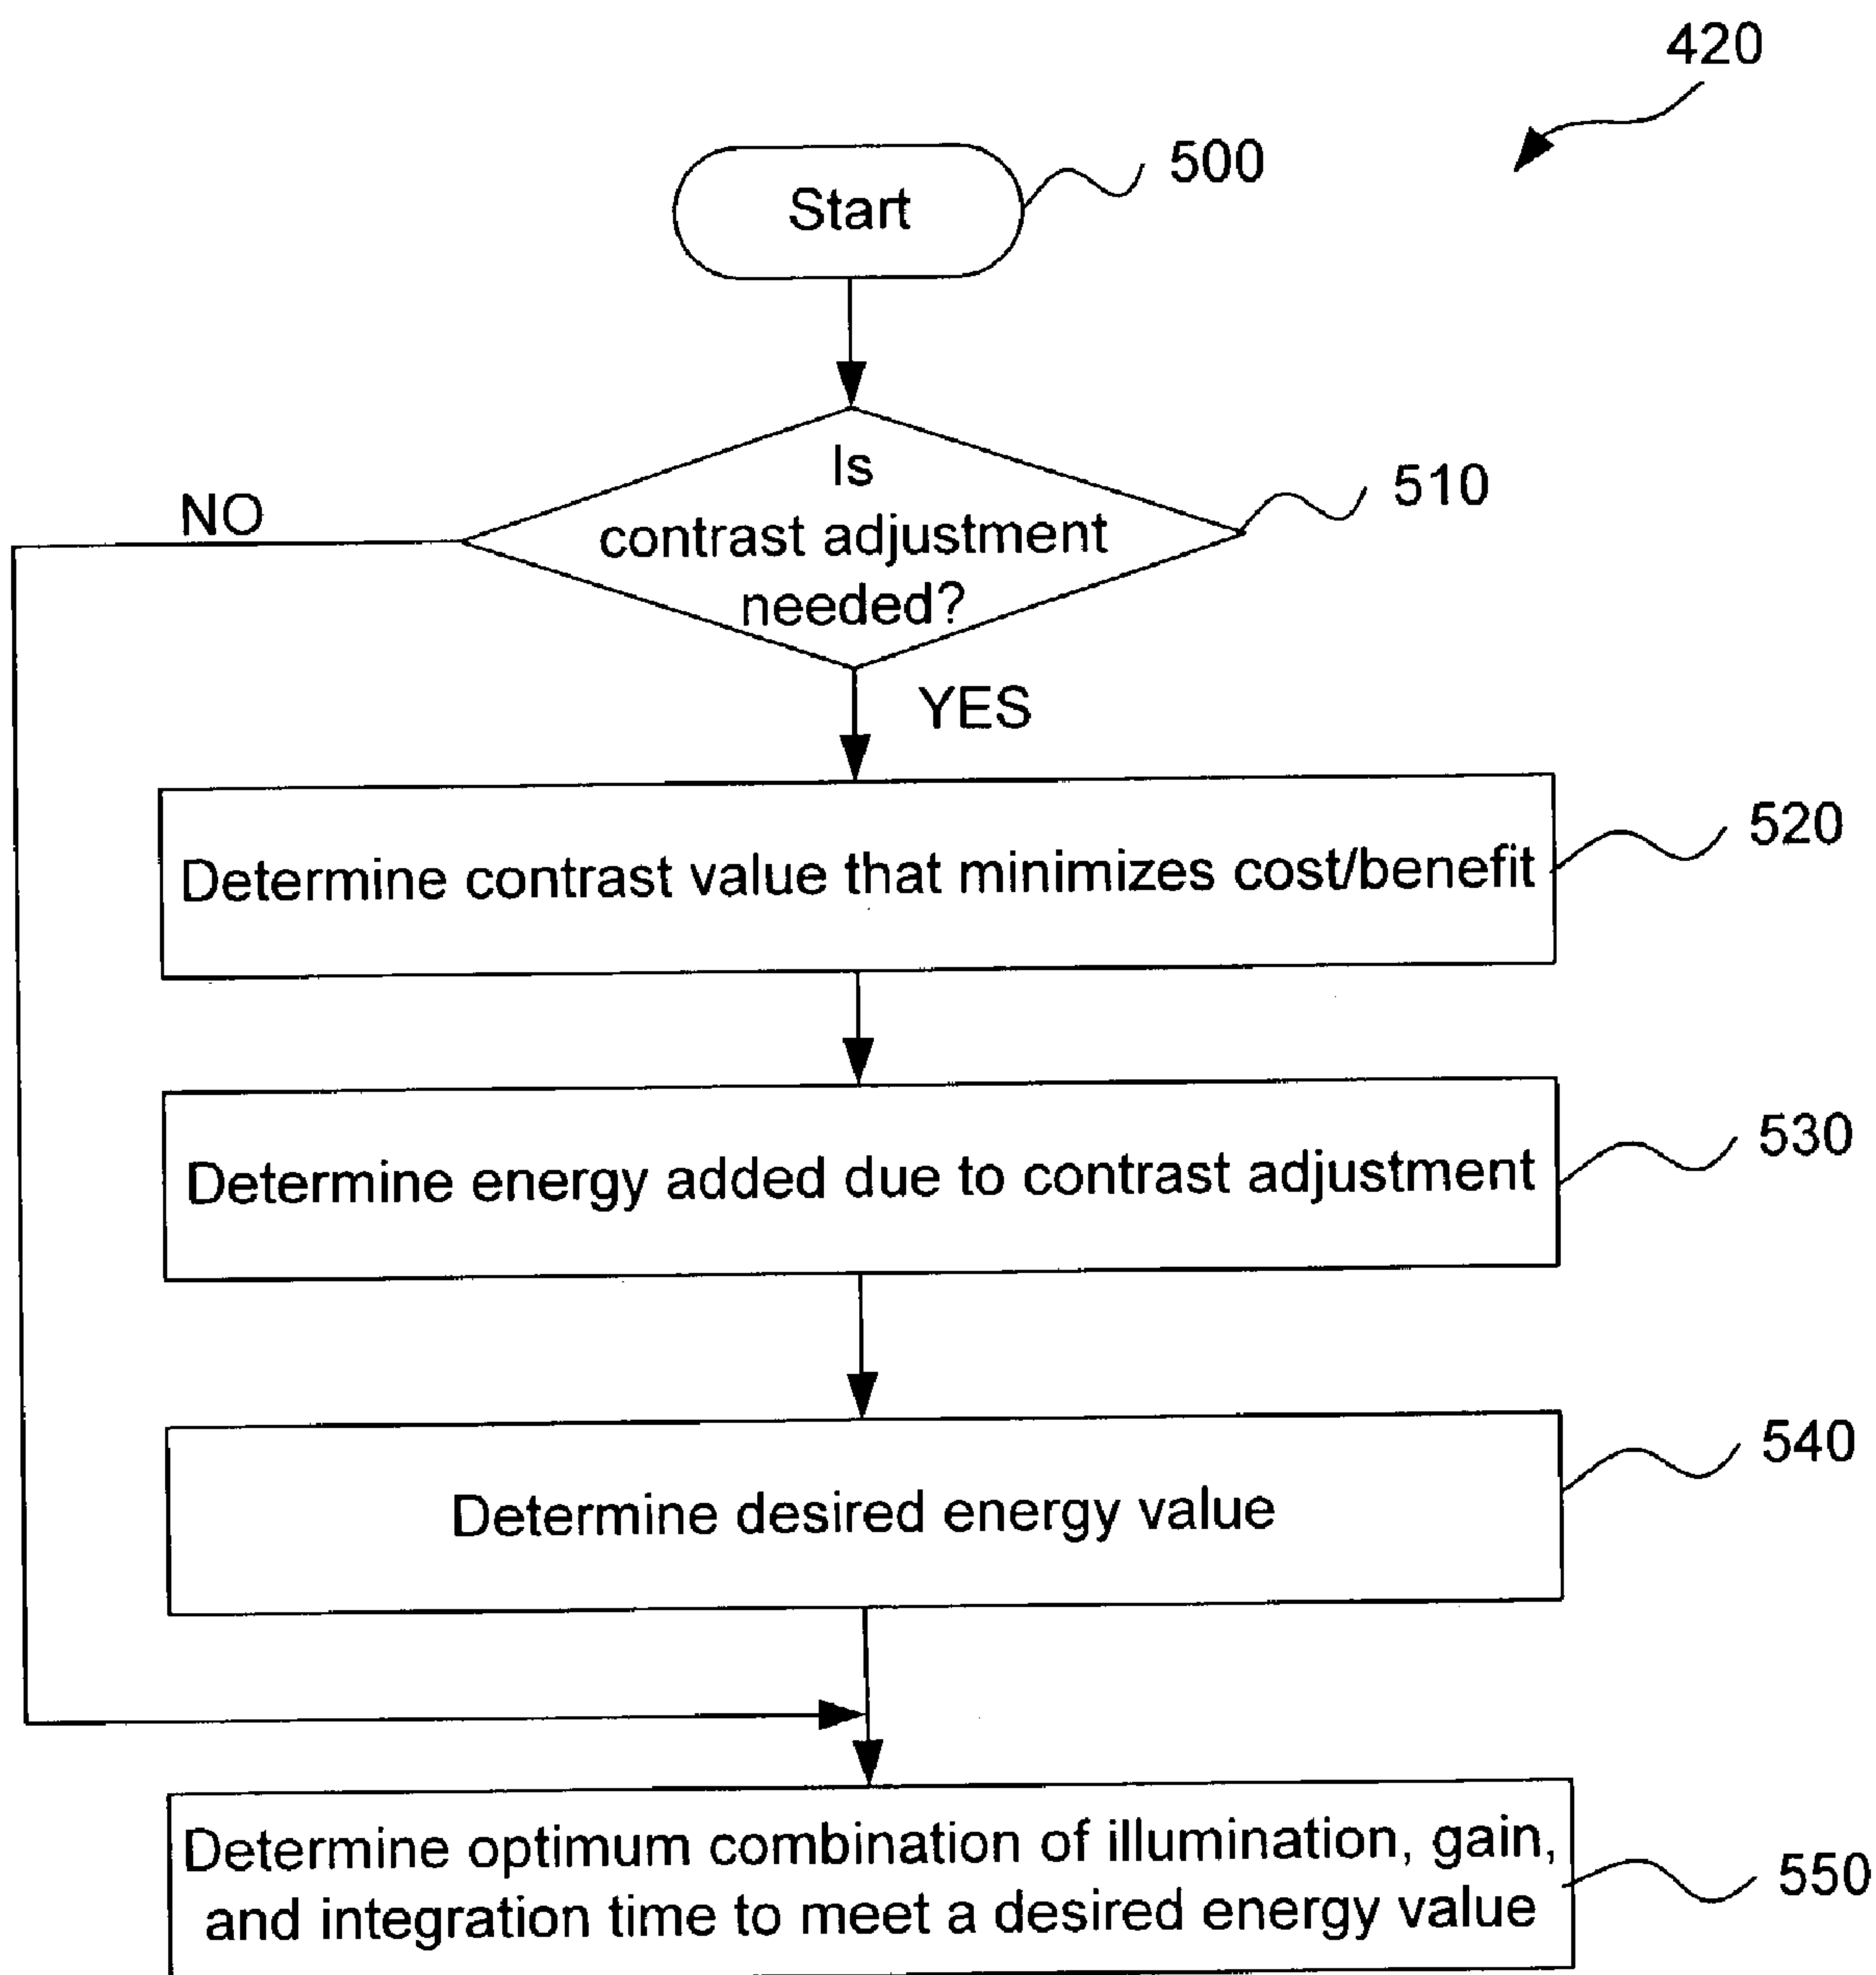 420
Start
500
Is
contrast adjustment
needed?
510
NO
YES
Determine contrast value that minimizes cost/benefit
520
Determine energy added due to contrast adjustment
530
Determine desired energy value
540
Determine optimum combination of illumination, gain,
and integration time to meet a desired energy value
550